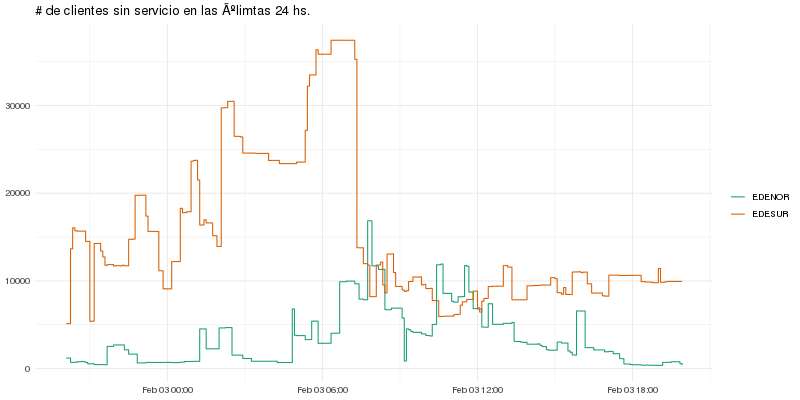 # de clientes sin servicio en las Ãºlimtas 24 hs.
30000
20000
10000
0
Feb 03 00:00
Feb 03 06:00
Feb 03 12:00
Feb 03 18:00
EDENOR
EDESUR